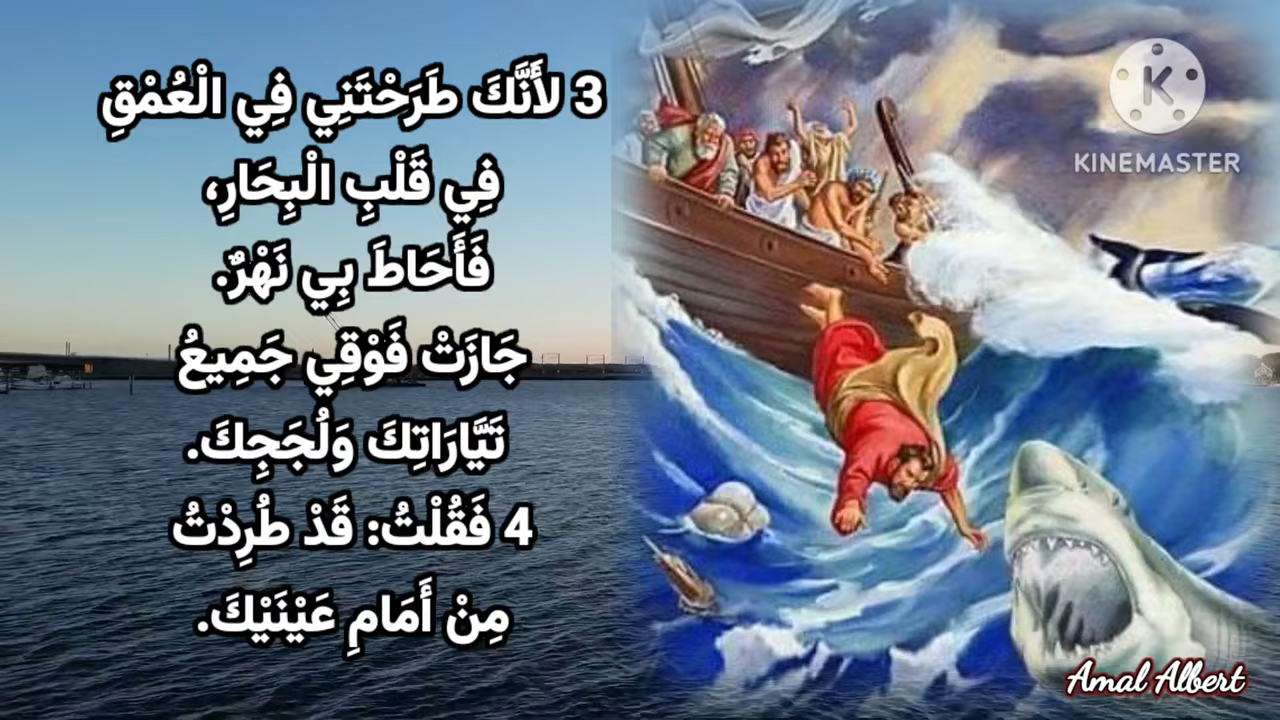 3 لأَنَّكَ طَرَحْتَنِي فِي الْعُمْقِ
فِي قَلْبِ الْبِحَارِ،
فَأَحَاطَ بِي نَهْرٌ.
جَازَتْ فَوْقِي جَمِيعُ
تَيَّارَاتِكَ وَلُجَجِكَ.
4 فَقُلْتُ: قَدْ طُرِدْتُ
مِنْ أَمَامِ عَيْنَيْكَ.
K
KINEMASTER
Amal Albert